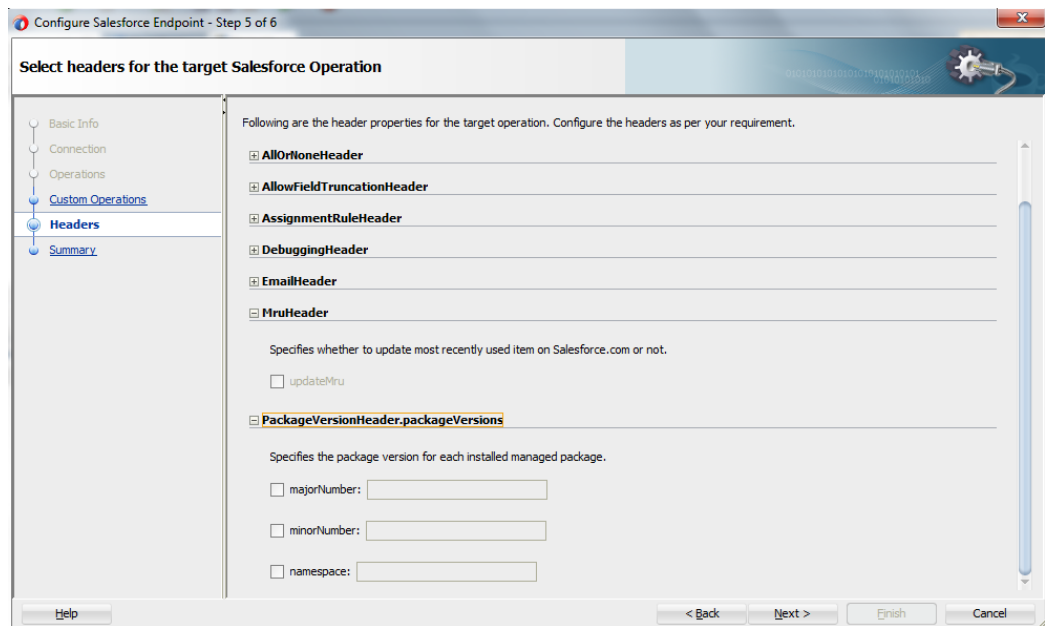 Configure Salesforce Endpoint - Step 5 of 6
Select headers for the target Salesforce Operation
Basic Info
Connection
Operations
Custom Operations
Headers
Summary
Following are the header properties for the target operation. Configure the headers as per your requirement.
AllOrNoneHeader
AllowFieldTruncationHeader
AssignmentRuleHeader
DebuggingHeader
EmailHeader
MruHeader
Specifies whether to update most recently used item on Salesforce.com or not.
updateMru
PackageVersionHeader.packageVersions
Specifies the package version for each installed managed package.
majorNumber:
minorNumber:
namespace:
Help
< Back
Next >
Finish
Cancel